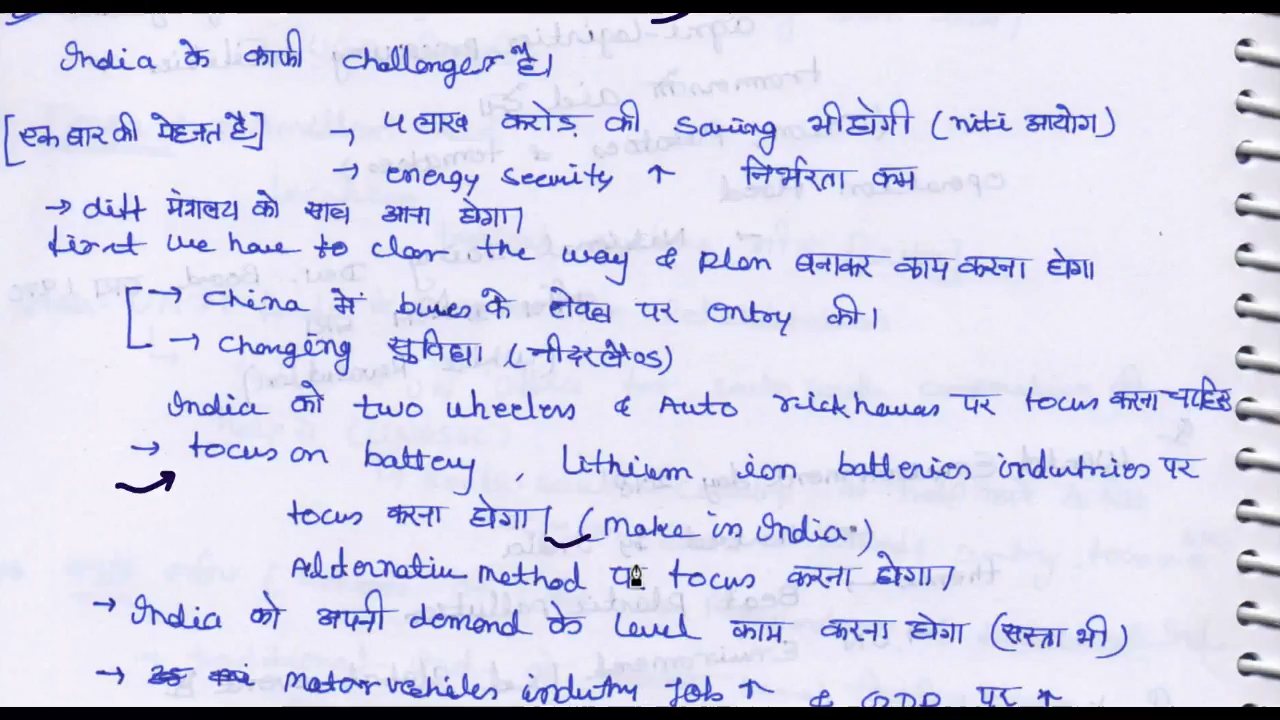 India के काफी challenges है।
[एक बार की मेहनत है] → 4 लाख करोड़ की saving भी होगी (niti आयोग)
→ energy security ↑ निर्भरता कम
→ diff मंत्रालय को साथ आना होगा।
first we have to clear the way & plan बनाकर काम करना होगा
→ China में buses के लेवल पर entry की।
→ charging सुविधा (नीदरलैण्ड)
India को two wheelers & Auto rickhawas पर focus करना चाहिए
→ focus on battery, Lithium ion batteries industries पर
focus करना होगा। (Make in India)
Alternative method पर focus करना होगा।
→ India को अपनी demand के level काम करना होगा (सस्ता भी)
→ motor vehicles industry Job ↑ & GDP पर ↑